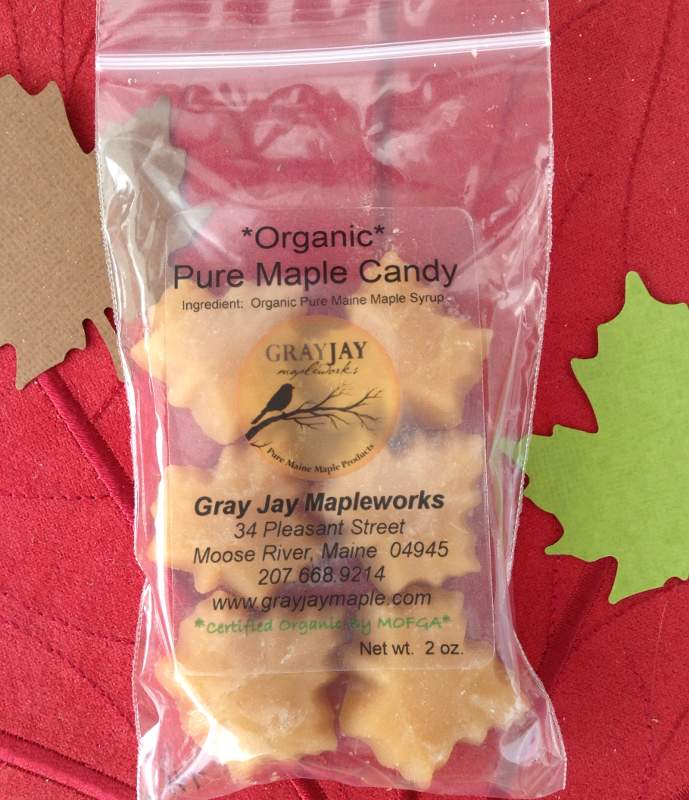 *Organic*
Pure Maple Candy
Ingredient: Organic Pure Maine Maple Syrup
GRAYJAY
mapleworks
Pure Maine Maple Products
Gray Jay Mapleworks
34 Pleasant Street
Moose River, Maine 04945
207.668.9214
www.grayjaymaple.com
*Certified Organic By MOFGA*
Net wt. 2 oz.